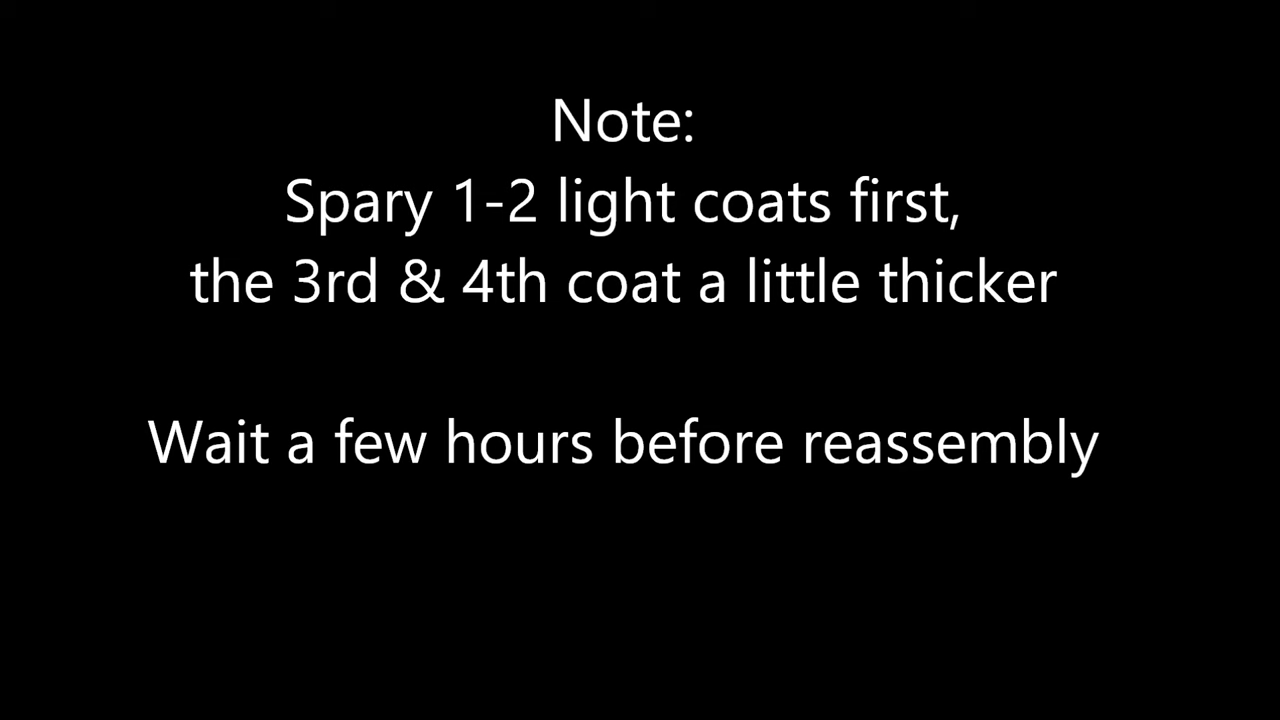 Note:
Spary 1-2 light coats first,
the 3rd & 4th coat a little thicker
Wait a few hours before reassembly